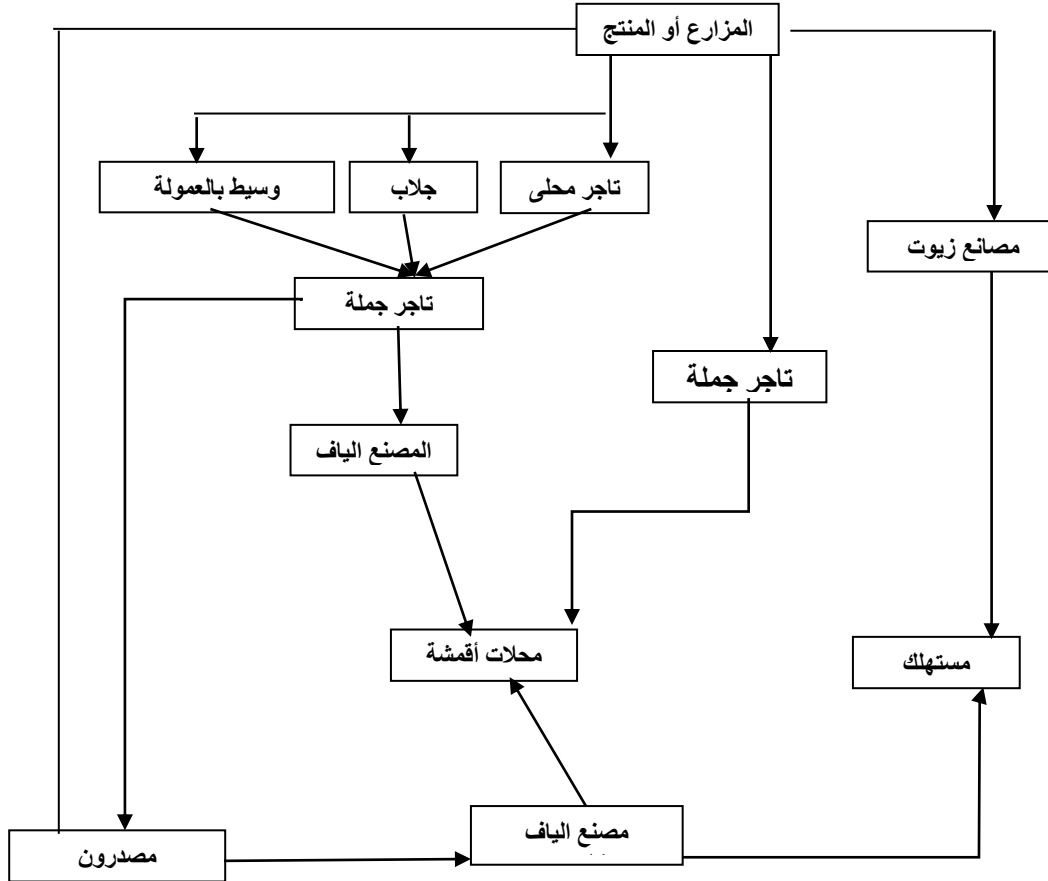 المزارع أو المنتج
تاجر محلى
جلاب
وسيط بالعمولة
مصانع زيوت
تاجر جملة
تاجر جملة
المصنع الياف
محلات أقمشة
مستهلك
مصنع الياف
مصدرون